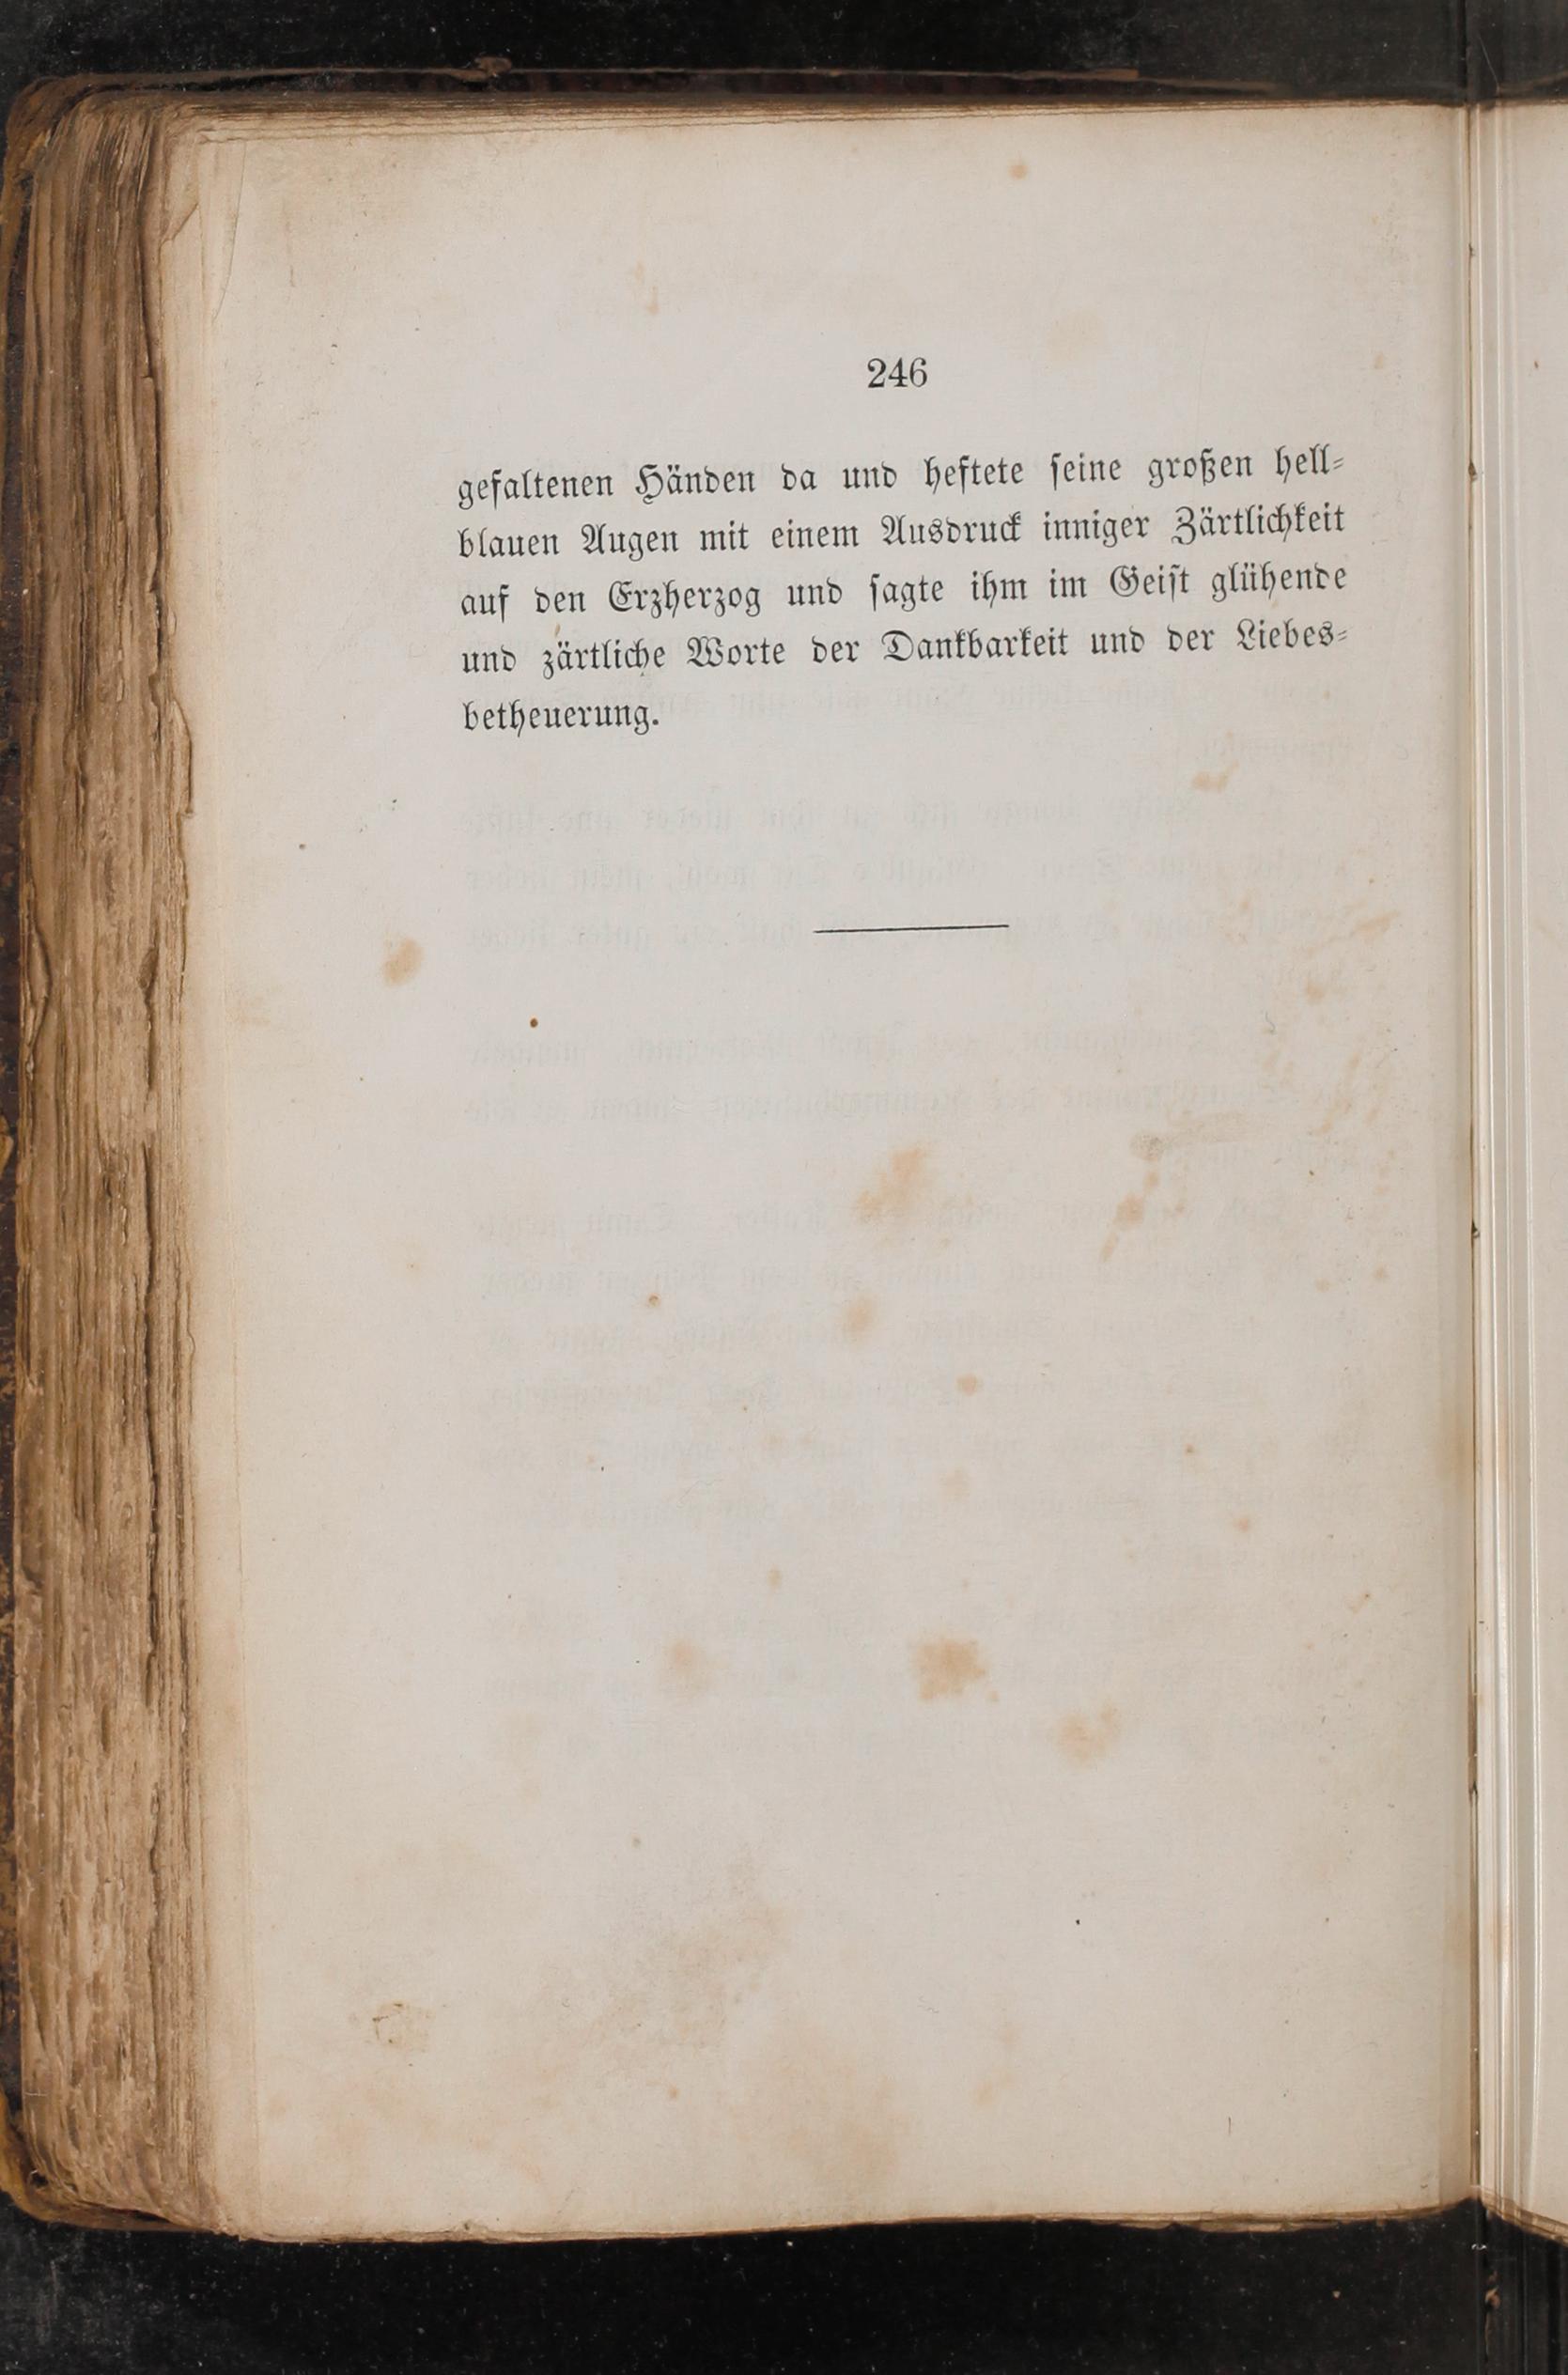 246
gefaltenen Händen da und heftete seine großen hell-
blauen Augen mit einem Ausdruck inniger Zärtlichkeit
auf den Erzherzog und sagte ihm im Geist glühende
und zärtliche Worte der Dankbarkeit und der Liebes-
betheuerung.